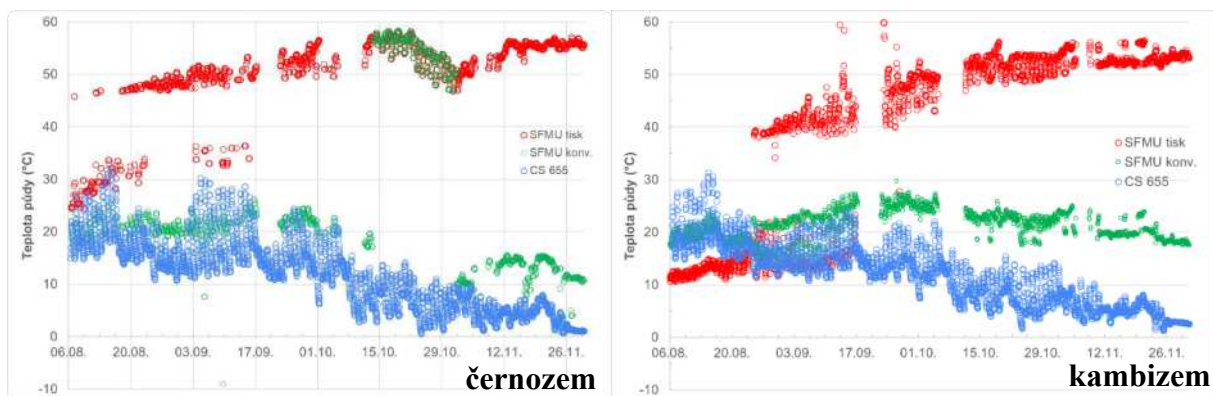 60
50
40
30
20
10
0
-10
Teplota půdy (°C)
SFMU tisk
SFMU konv.
CS 655
06.08. 20.08. 03.09. 17.09. 01.10. 15.10. 29.10. 12.11. 26.11.
černozem
60
50
40
30
20
10
0
-10
Teplota půdy (°C)
SFMU tisk
SFMU konv.
CS 655
06.08. 20.08. 03.09. 17.09. 01.10. 15.10. 29.10. 12.11. 26.11.
kambizem